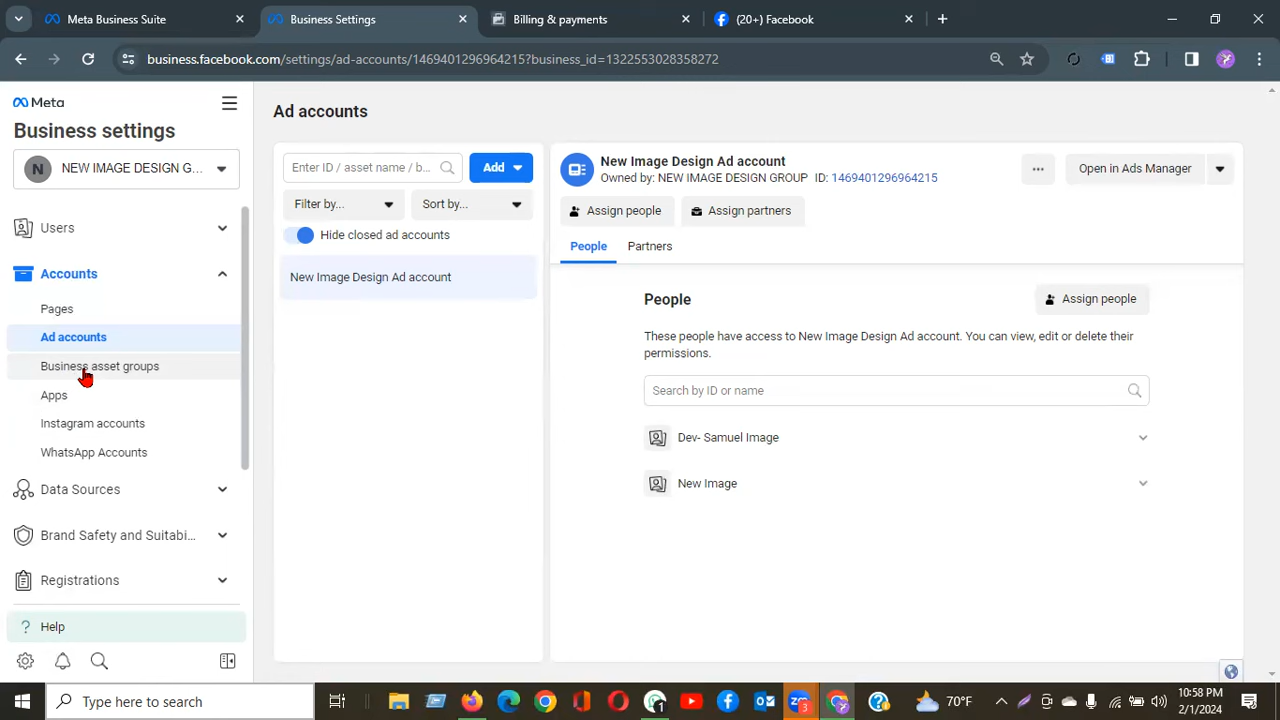 Meta Business Suite
Business Settings
Billing & payments
(20+) Facebook
business.facebook.com/settings/ad-accounts/1469401296964215?business_id=1322553028358272
Meta
Business settings
N
NEW IMAGE DESIGN G...
Users
Accounts
Pages
Ad accounts
Business asset groups
Apps
Instagram accounts
WhatsApp Accounts
Data Sources
Brand Safety and Suitabi...
Registrations
? Help
Ad accounts
Enter ID / asset name / b...
Add
Filter by...
Sort by...
Hide closed ad accounts
New Image Design Ad account
New Image Design Ad account
Owned by: NEW IMAGE DESIGN GROUP ID: 1469401296964215
...
Open in Ads Manager
Assign people
Assign partners
People
Partners
People
Assign people
These people have access to New Image Design Ad account. You can view, edit or delete their
permissions.
Search by ID or name
Dev- Samuel Image
New Image
Type here to search
70°F
10:58 PM
2/1/2024